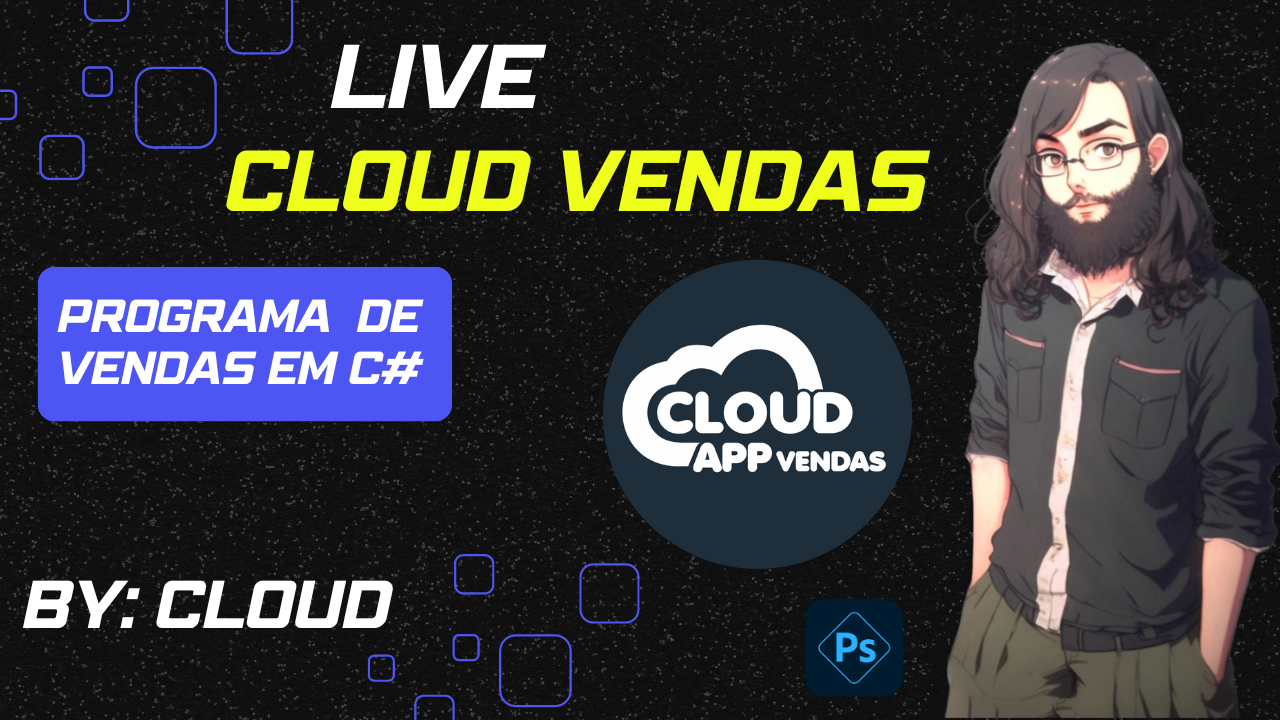 LIVE
CLOUD VENDAS
PROGRAMA DE
VENDAS EM C#
CLOUD
APP VENDAS
BY: CLOUD
Ps